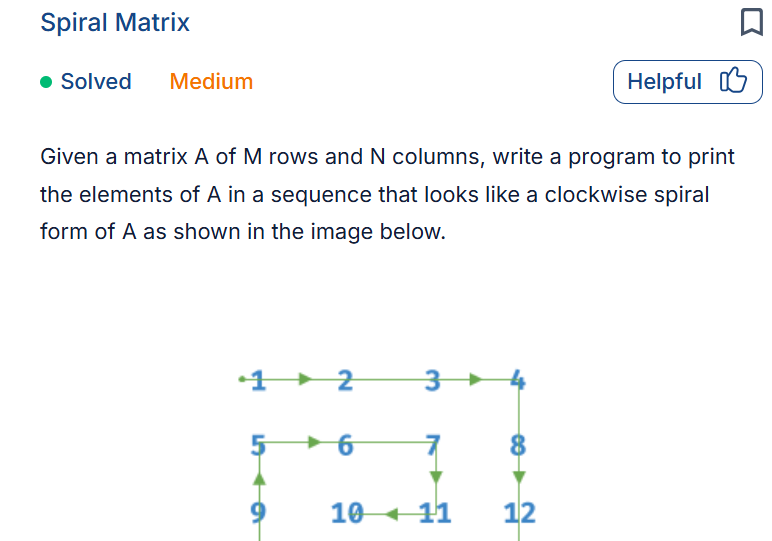 Spiral Matrix
Solved Medium Helpful
Given a matrix A of M rows and N columns, write a program to print
the elements of A in a sequence that looks like a clockwise spiral
form of A as shown in the image below.
1 2 3 4
5 6 7 8
9 10 11 12